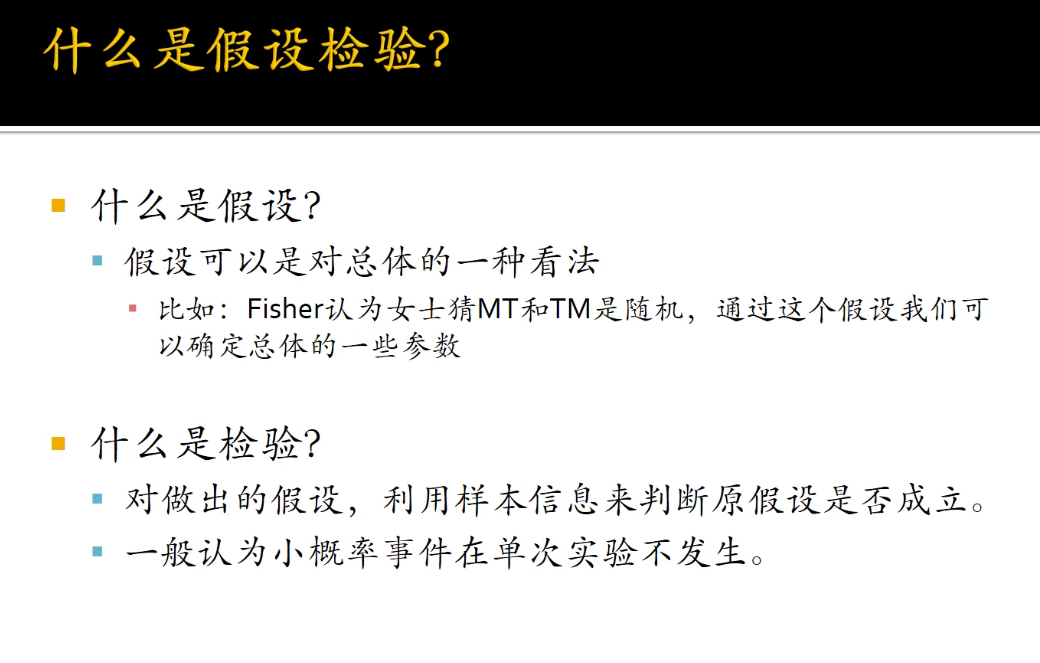 什么是假设检验?
什么是假设?
假设可以是对总体的一种看法
比如：Fisher认为女士猜MT和TM是随机，通过这个假设我们可
以确定总体的一些参数
什么是检验?
对做出的假设，利用样本信息来判断原假设是否成立。
一般认为小概率事件在单次实验不发生。